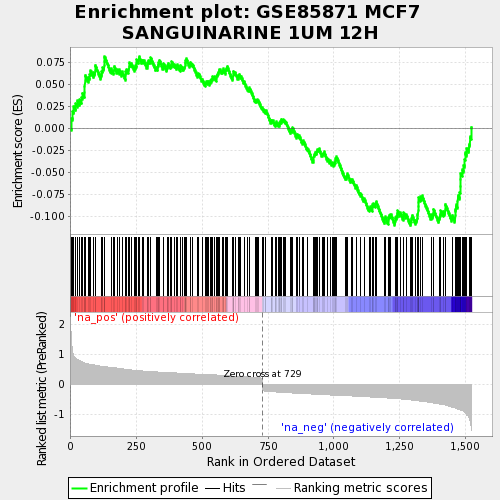 Enrichment plot: GSE85871 MCF7
SANGUINARINE 1UM 12H
Enrichment score (ES)
0.075
0.050
0.025
0.000
-0.025
-0.050
-0.075
-0.100
'na_pos' (positively correlated)
Ranked list metric (PreRanked)
2
1
0
-1
Zero cross at 729
'na_neg' (negatively correlated)
0
250
500
750
1,000
1,250
1,500
Rank in Ordered Dataset
Enrichment profile
Hits
Ranking metric scores